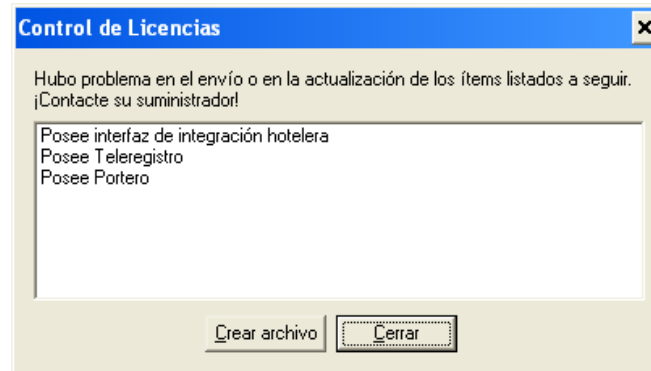 Control de Licencias
Hubo problema en el envío o en la actualización de los ítems listados a seguir.
¡Contacte su suministrador!
Posee interfaz de integración hotelera
Posee Teleregistro
Posee Portero
Crear archivo
Cerrar